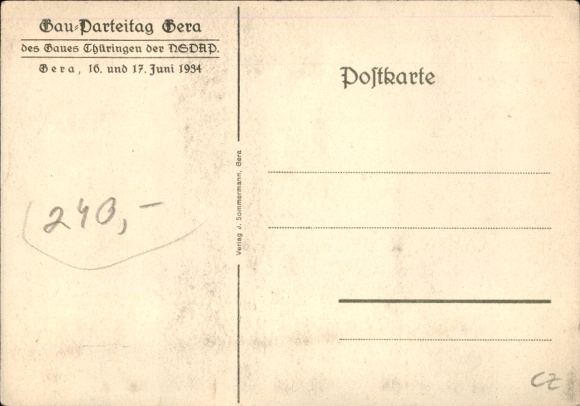 Gau-Parteitag Gera
des Gaues Thüringen der NSDAP.
Gera, 16. und 17. Juni 1934
Postkarte
Verlag J. Sommermann, Gera
240,-
CZ